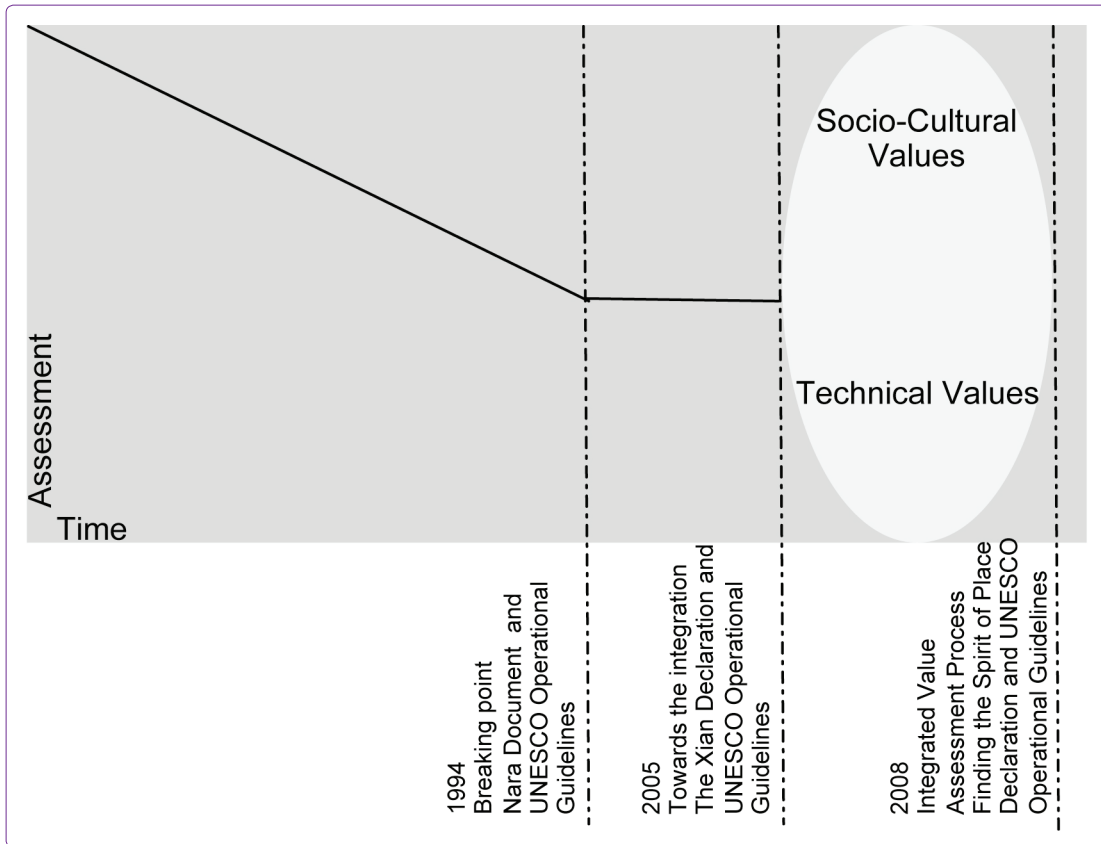 Socio-Cultural
Values
Technical Values
Assessment
Time
1994
Breaking point
Nara Document and
UNESCO Operational
Guidelines
2005
Towards the integration
The Xian Declaration and
UNESCO Operational
Guidelines
2008
Integrated Value
Assessment Process
Finding the Spirit of Place
Declaration and UNESCO
Operational Guidelines